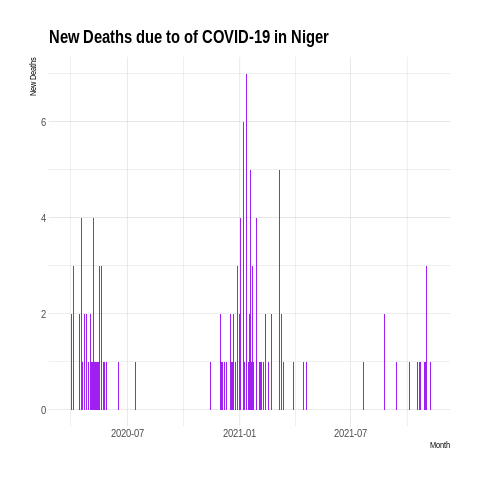 New Deaths due to of COVID-19 in Niger
New Deaths
6
4
2
0
2020-07 2021-01 2021-07
Month